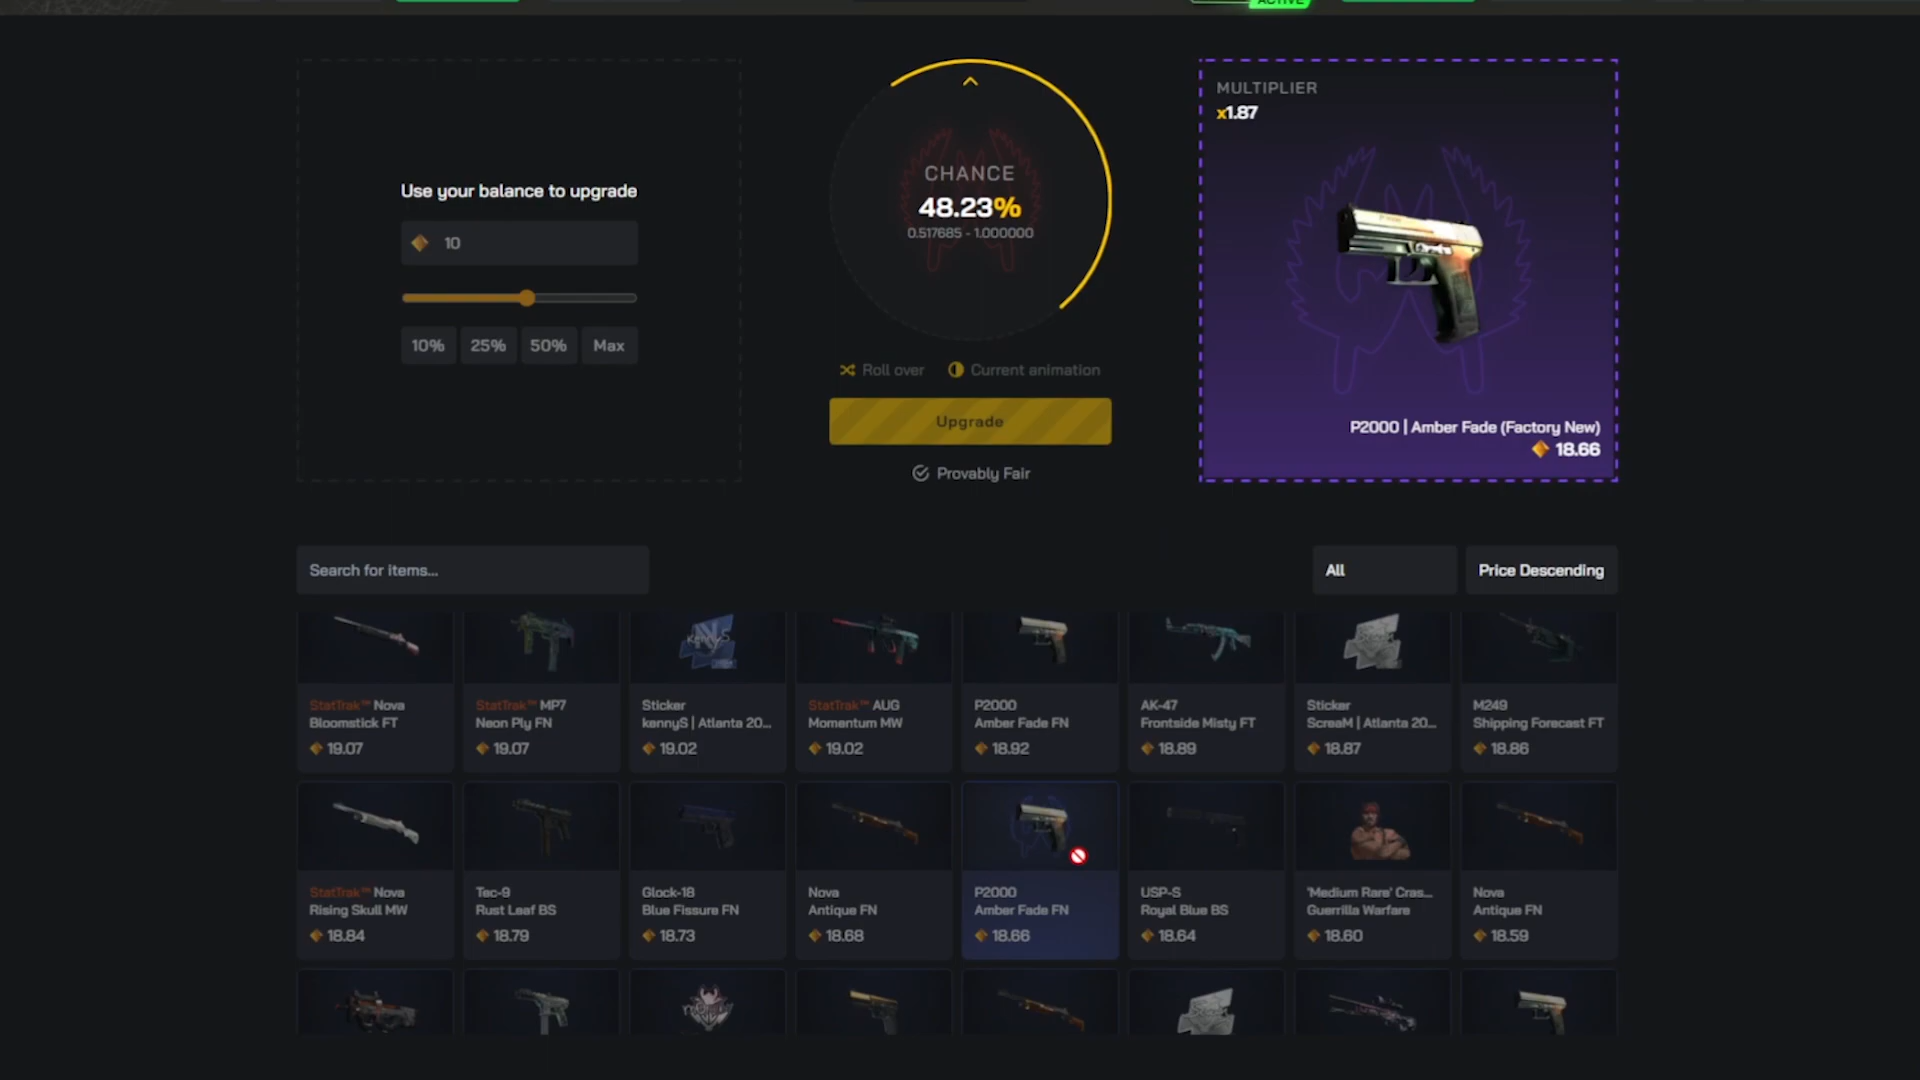 ACTIVE
Use your balance to upgrade
10
10% 25% 50% Max
CHANCE
48.23%
0.517685 - 1.000000
Roll over Current animation
Upgrade
Provably Fair
MULTIPLIER
x1.87
P2000 | Amber Fade (Factory New)
18.66
Search for items...
All
Price Descending
StatTrak™ Nova
Bloomstick FT
19.07
StatTrak™ MP7
Neon Ply FN
19.07
Sticker
kennyS | Atlanta 20...
19.02
StatTrak™ AUG
Momentum MW
19.02
P2000
Amber Fade FN
18.92
AK-47
Frontside Misty FT
18.89
Sticker
ScreaM | Atlanta 20...
18.87
M249
Shipping Forecast FT
18.86
StatTrak™ Nova
Rising Skull MW
18.84
Tec-9
Rust Leaf BS
18.79
Glock-18
Blue Fissure FN
18.73
Nova
Antique FN
18.68
P2000
Amber Fade FN
18.66
USP-S
Royal Blue BS
18.64
'Medium Rare' Cras...
Guerrilla Warfare
18.60
Nova
Antique FN
18.59